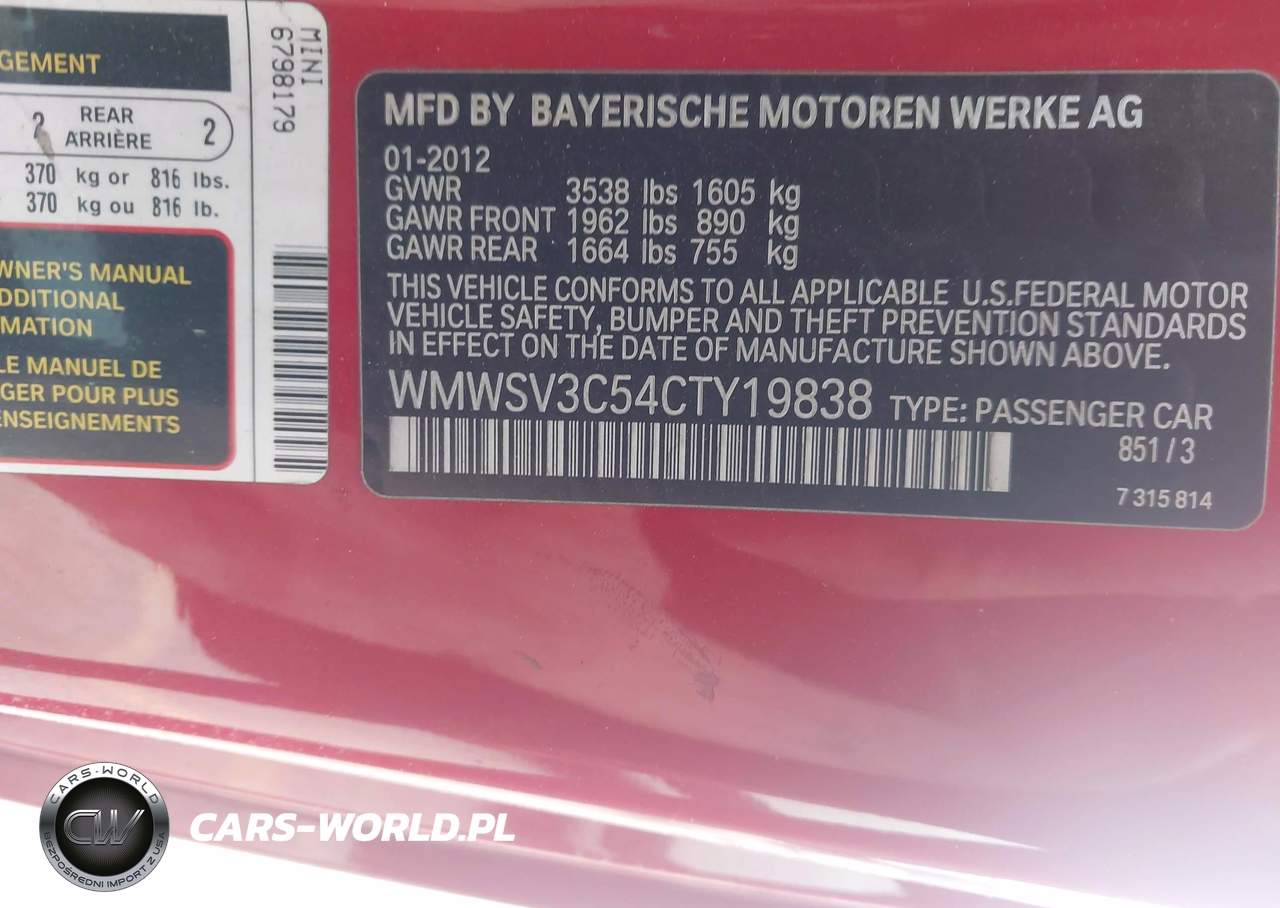 GEMENT
2 REAR 2
ARRIÈRE
370 kg or 816 lbs.
370 kg ou 816 lb.
WNER'S MANUAL
DDITIONAL
MATION
LE MANUEL DE
GER POUR PLUS
ENSEIGNEMENTS
MINI
6798179
MFD BY BAYERISCHE MOTOREN WERKE AG
01-2012
GVWR 3538 lbs 1605 kg
GAWR FRONT 1962 lbs 890 kg
GAWR REAR 1664 lbs 755 kg
THIS VEHICLE CONFORMS TO ALL APPLICABLE U.S.FEDERAL MOTOR
VEHICLE SAFETY, BUMPER AND THEFT PREVENTION STANDARDS
IN EFFECT ON THE DATE OF MANUFACTURE SHOWN ABOVE.
WMWSV3C54CTY19838 TYPE: PASSENGER CAR
851 / 3
7 315 814
CARS-WORLD
CW
BEZPOŚREDNI IMPORT Z USA
CARS-WORLD.PL